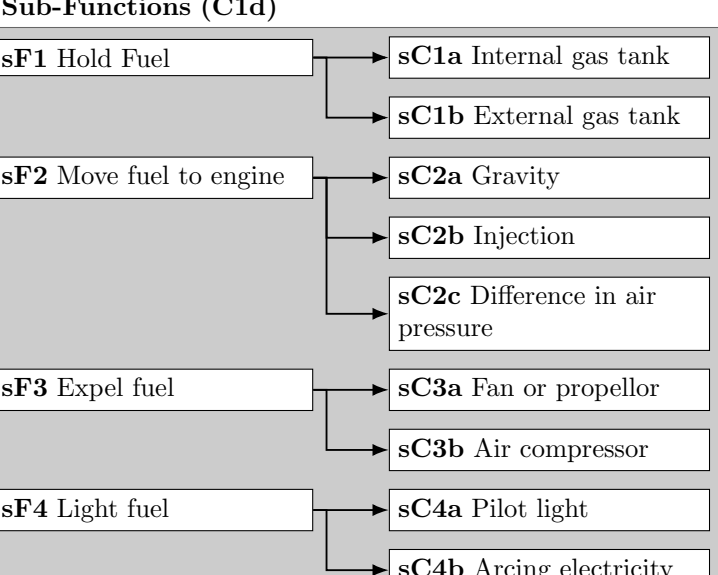 Sub-Functions (C1d)
sF1 Hold Fuel
sC1a Internal gas tank
sC1b External gas tank
sF2 Move fuel to engine
sC2a Gravity
sC2b Injection
sC2c Difference in air
pressure
sF3 Expel fuel
sC3a Fan or propellor
sC3b Air compressor
sF4 Light fuel
sC4a Pilot light
sC4b Arcing electricity